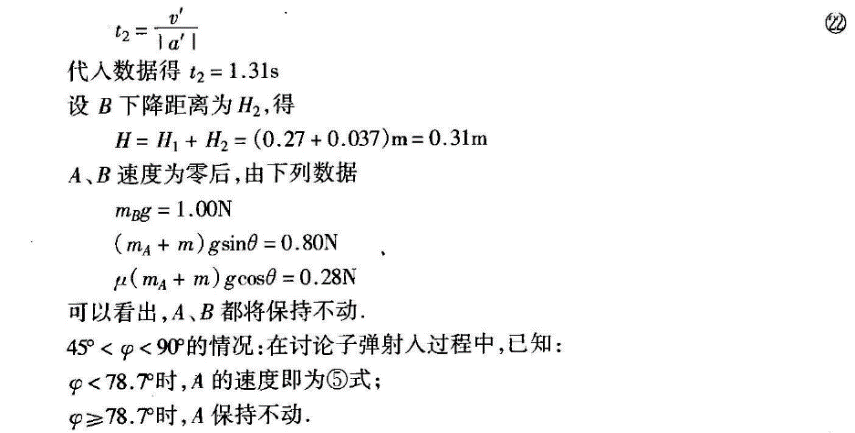 t₂ = v′/|a′| ㉒
代入数据得 t₂ = 1.31s
设 B 下降距离为 H₂,得
H = H₁ + H₂ = (0.27 + 0.037)m = 0.31m
A、B 速度为零后,由下列数据
m_Bg = 1.00N
(m_A + m)gsinθ = 0.80N
μ(m_A + m)gcosθ = 0.28N
可以看出,A、B 都将保持不动.
45° < φ < 90°的情况:在讨论子弹射入过程中,已知:
φ < 78.7°时,A 的速度即为⑤式;
φ ≥ 78.7°时,A 保持不动.